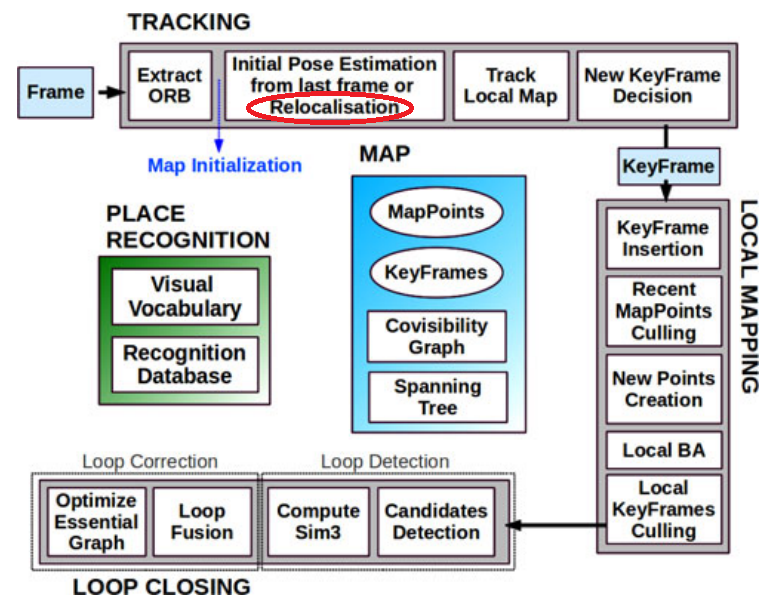 TRACKING
Frame
Extract
ORB
Initial Pose Estimation
from last frame or
Relocalisation
Track
Local Map
New KeyFrame
Decision
Map Initialization
MAP
KeyFrame
PLACE
RECOGNITION
MapPoints
KeyFrames
Covisibility
Graph
Spanning
Tree
Visual
Vocabulary
Recognition
Database
LOCAL MAPPING
KeyFrame
Insertion
Recent
MapPoints
Culling
New Points
Creation
Local BA
Local
KeyFrames
Culling
Loop Correction
Loop Detection
Optimize
Essential
Graph
Loop
Fusion
Compute
Sim3
Candidates
Detection
LOOP CLOSING